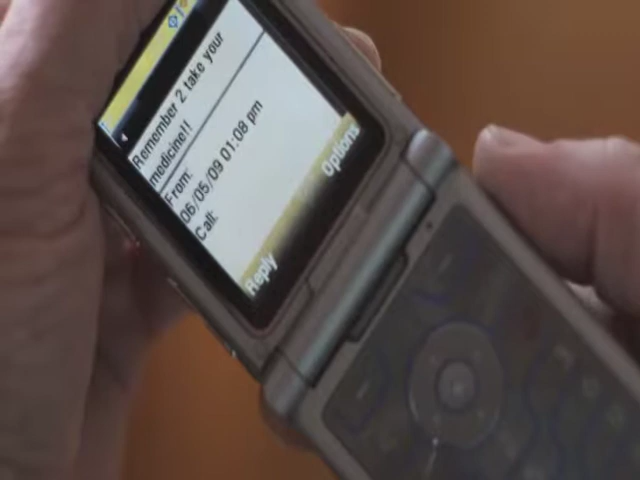 Remember 2 take your
medicine!!
From:
06/05/09 01:08 pm
Call:
Reply Options